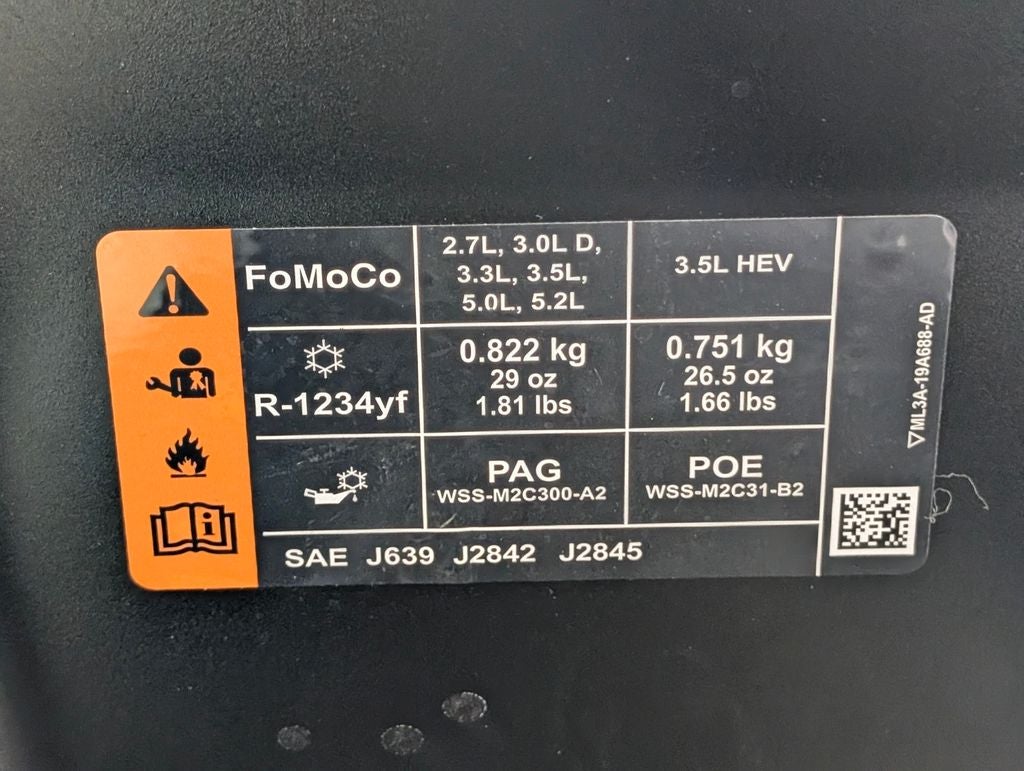 FoMoCo
2.7L, 3.0L D,
3.3L, 3.5L,
5.0L, 5.2L
3.5L HEV
R-1234yf
0.822 kg
29 oz
1.81 lbs
0.751 kg
26.5 oz
1.66 lbs
PAG
WSS-M2C300-A2
POE
WSS-M2C31-B2
SAE J639 J2842 J2845
▽ML3A-19A688-AD